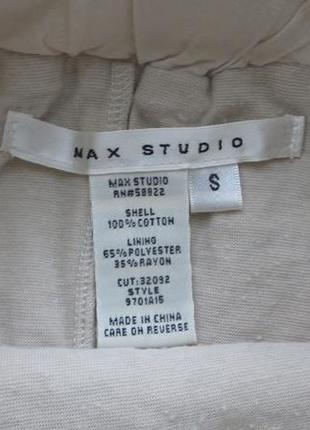 MAX STUDIO
S
MAX STUDIO
RN#58922
SHELL
100%COTTON
LINING
65%POLYESTER
35%RAYON
CUT:32092
STYLE
9701A15
MADE IN CHINA
CARE ON REVERSE